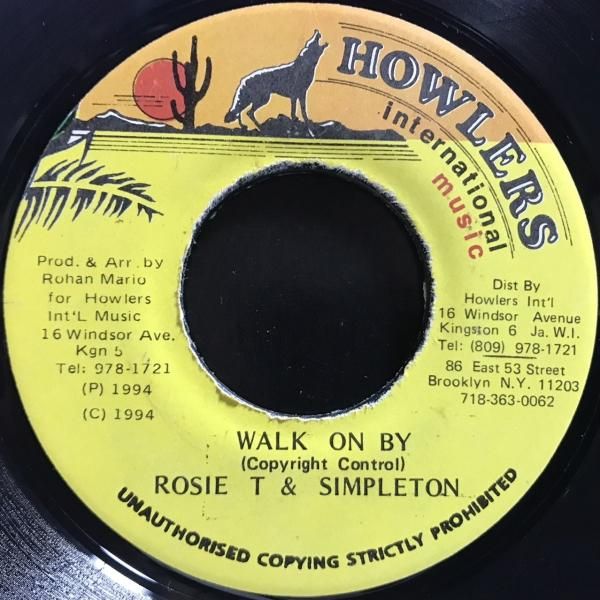 HOWLERS
international
music
Prod. & Arr. by
Rohan Mario
for Howlers
Int'L Music
16 Windsor Ave.
Kgn 5
Tel: 978-1721
(P) 1994
(C) 1994
Dist By
Howlers Int'l
16 Windsor Avenue
Kingston 6 Ja. W.I.
Tel: (809) 978-1721
86 East 53 Street
Brooklyn N.Y. 11203
718-363-0062
WALK ON BY
(Copyright Control)
ROSIE T & SIMPLETON
UNAUTHORISED COPYING STRICTLY PROHIBITED